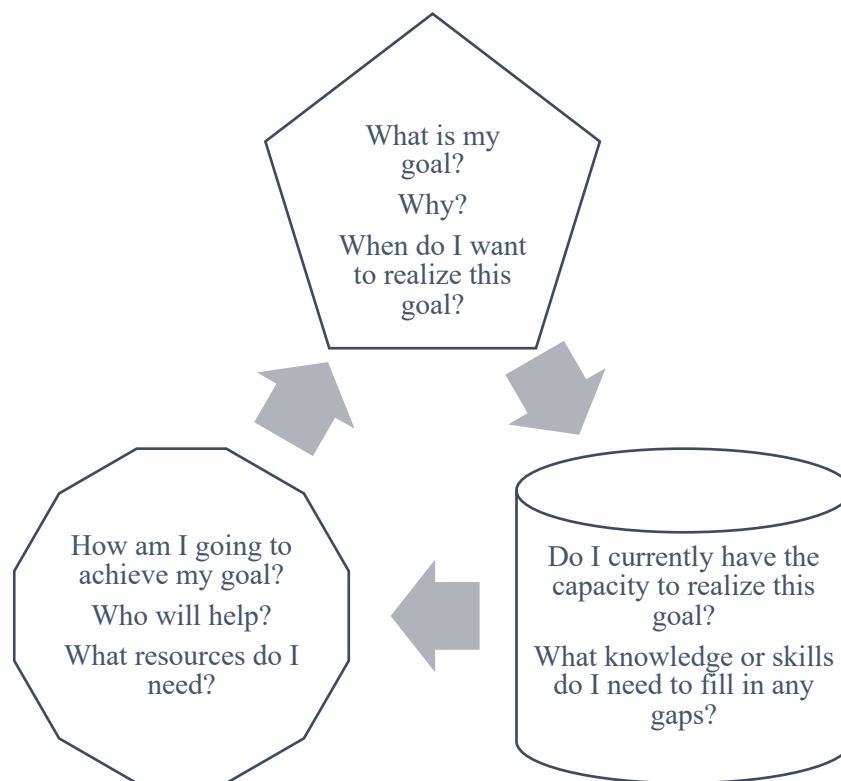 What is my
goal?
Why?
When do I want
to realize this
goal?
Do I currently have the
capacity to realize this
goal?
What knowledge or skills
do I need to fill in any
gaps?
How am I going to
achieve my goal?
Who will help?
What resources do I
need?